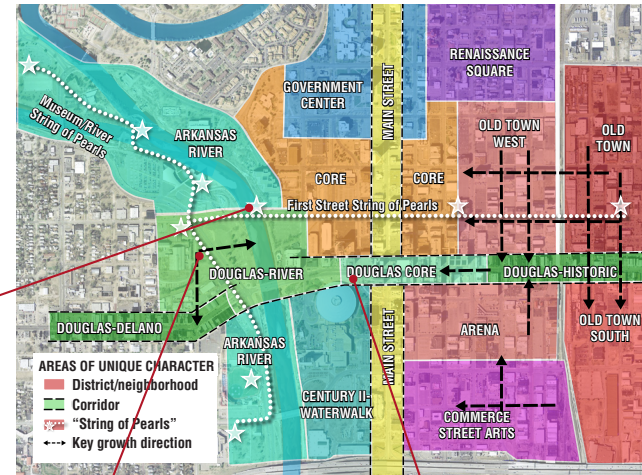 RENAISSANCE
SQUARE
GOVERNMENT
CENTER
MAIN STREET
Museum/River
String of Pearls
ARKANSAS
RIVER
OLD TOWN
WEST
OLD
TOWN
CORE
CORE
First Street String of Pearls
DOUGLAS-RIVER
DOUGLAS CORE
DOUGLAS-HISTORIC
DOUGLAS-DELANO
ARKANSAS
RIVER
MAIN STREET
ARENA
OLD TOWN
SOUTH
CENTURY II-
WATERWALK
COMMERCE
STREET ARTS
AREAS OF UNIQUE CHARACTER
District/neighborhood
Corridor
“String of Pearls”
Key growth direction